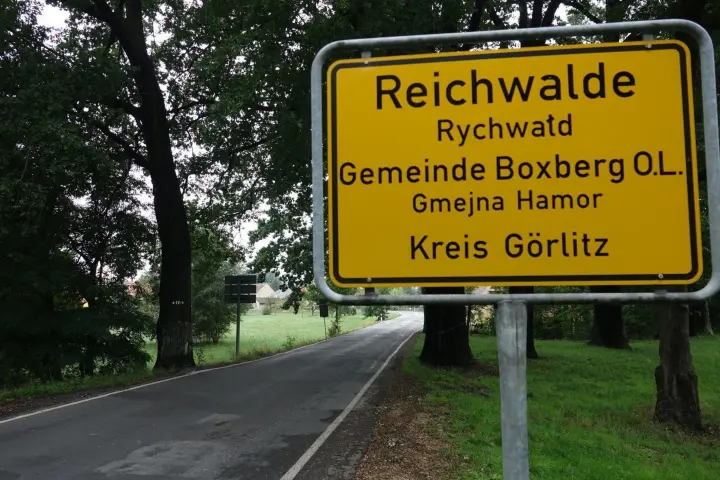 Reichwalde
Rychwałd
Gemeinde Boxberg O.L.
Gmejna Hamor
Kreis Görlitz